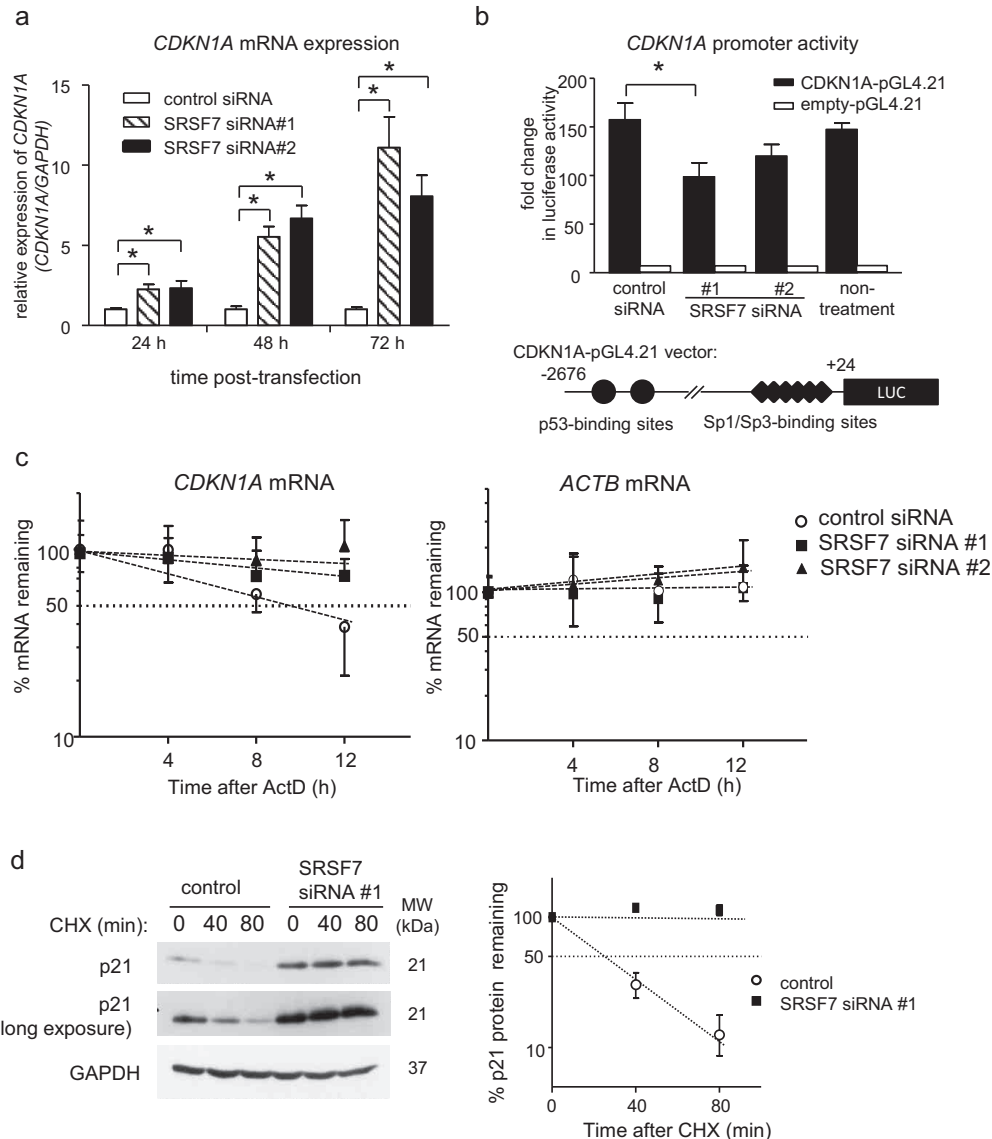 a
CDKN1A mRNA expression
relative expression of CDKN1A
(CDKN1A/GAPDH)
15
10
5
0
control siRNA
SRSF7 siRNA#1
SRSF7 siRNA#2
* * * * * *
24 h 48 h 72 h
time post-transfection
b
CDKN1A promoter activity
fold change
in luciferase activity
200
150
100
50
0
*
CDKN1A-pGL4.21
empty-pGL4.21
control
siRNA
#1 #2
SRSF7 siRNA
non-
treatment
CDKN1A-pGL4.21 vector:
-2676
+24
LUC
p53-binding sites Sp1/Sp3-binding sites
c
CDKN1A mRNA
% mRNA remaining
100
50
10
4 8 12
Time after ActD (h)
ACTB mRNA
% mRNA remaining
100
50
10
4 8 12
Time after ActD (h)
control siRNA
SRSF7 siRNA #1
SRSF7 siRNA #2
d
control SRSF7
siRNA #1
MW
(kDa)
CHX (min): 0 40 80 0 40 80
p21 21
p21 21
long exposure)
GAPDH 37
% p21 protein remaining
100
50
10
0 40 80
Time after CHX (min)
control
SRSF7 siRNA #1